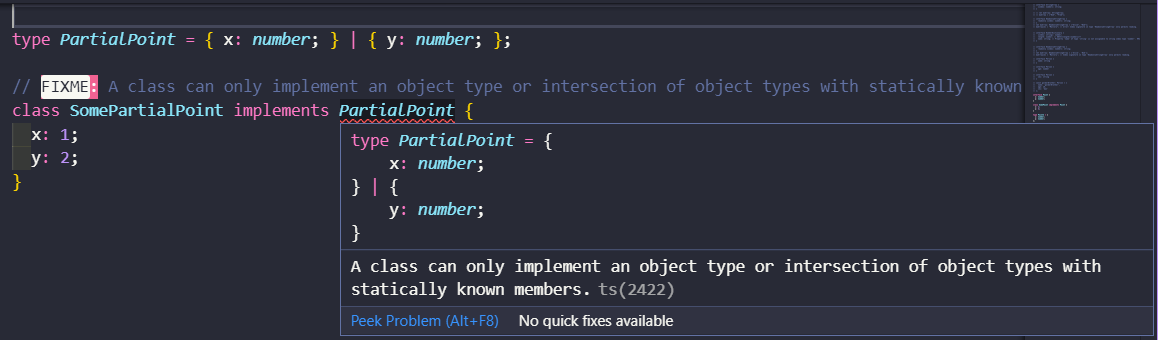 type PartialPoint = { x: number; } | { y: number; };
// FIXME: A class can only implement an object type or intersection of object types with statically known
class SomePartialPoint implements PartialPoint {
x: 1;
y: 2;
}
type PartialPoint = {
x: number;
} | {
y: number;
}
A class can only implement an object type or intersection of object types with
statically known members. ts(2422)
Peek Problem (Alt+F8) No quick fixes available